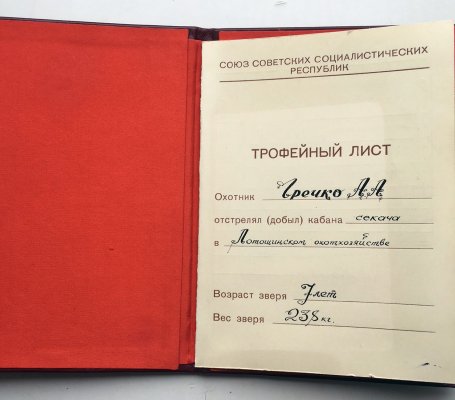 СОЮЗ СОВЕТСКИХ СОЦИАЛИСТИЧЕСКИХ
РЕСПУБЛИК
ТРОФЕЙНЫЙ ЛИСТ
Охотник Гречко А А
отстрелял (добыл) кабана секача
в Лотошинском охотхозяйстве
Возраст зверя 7 лет
Вес зверя 238 кг.